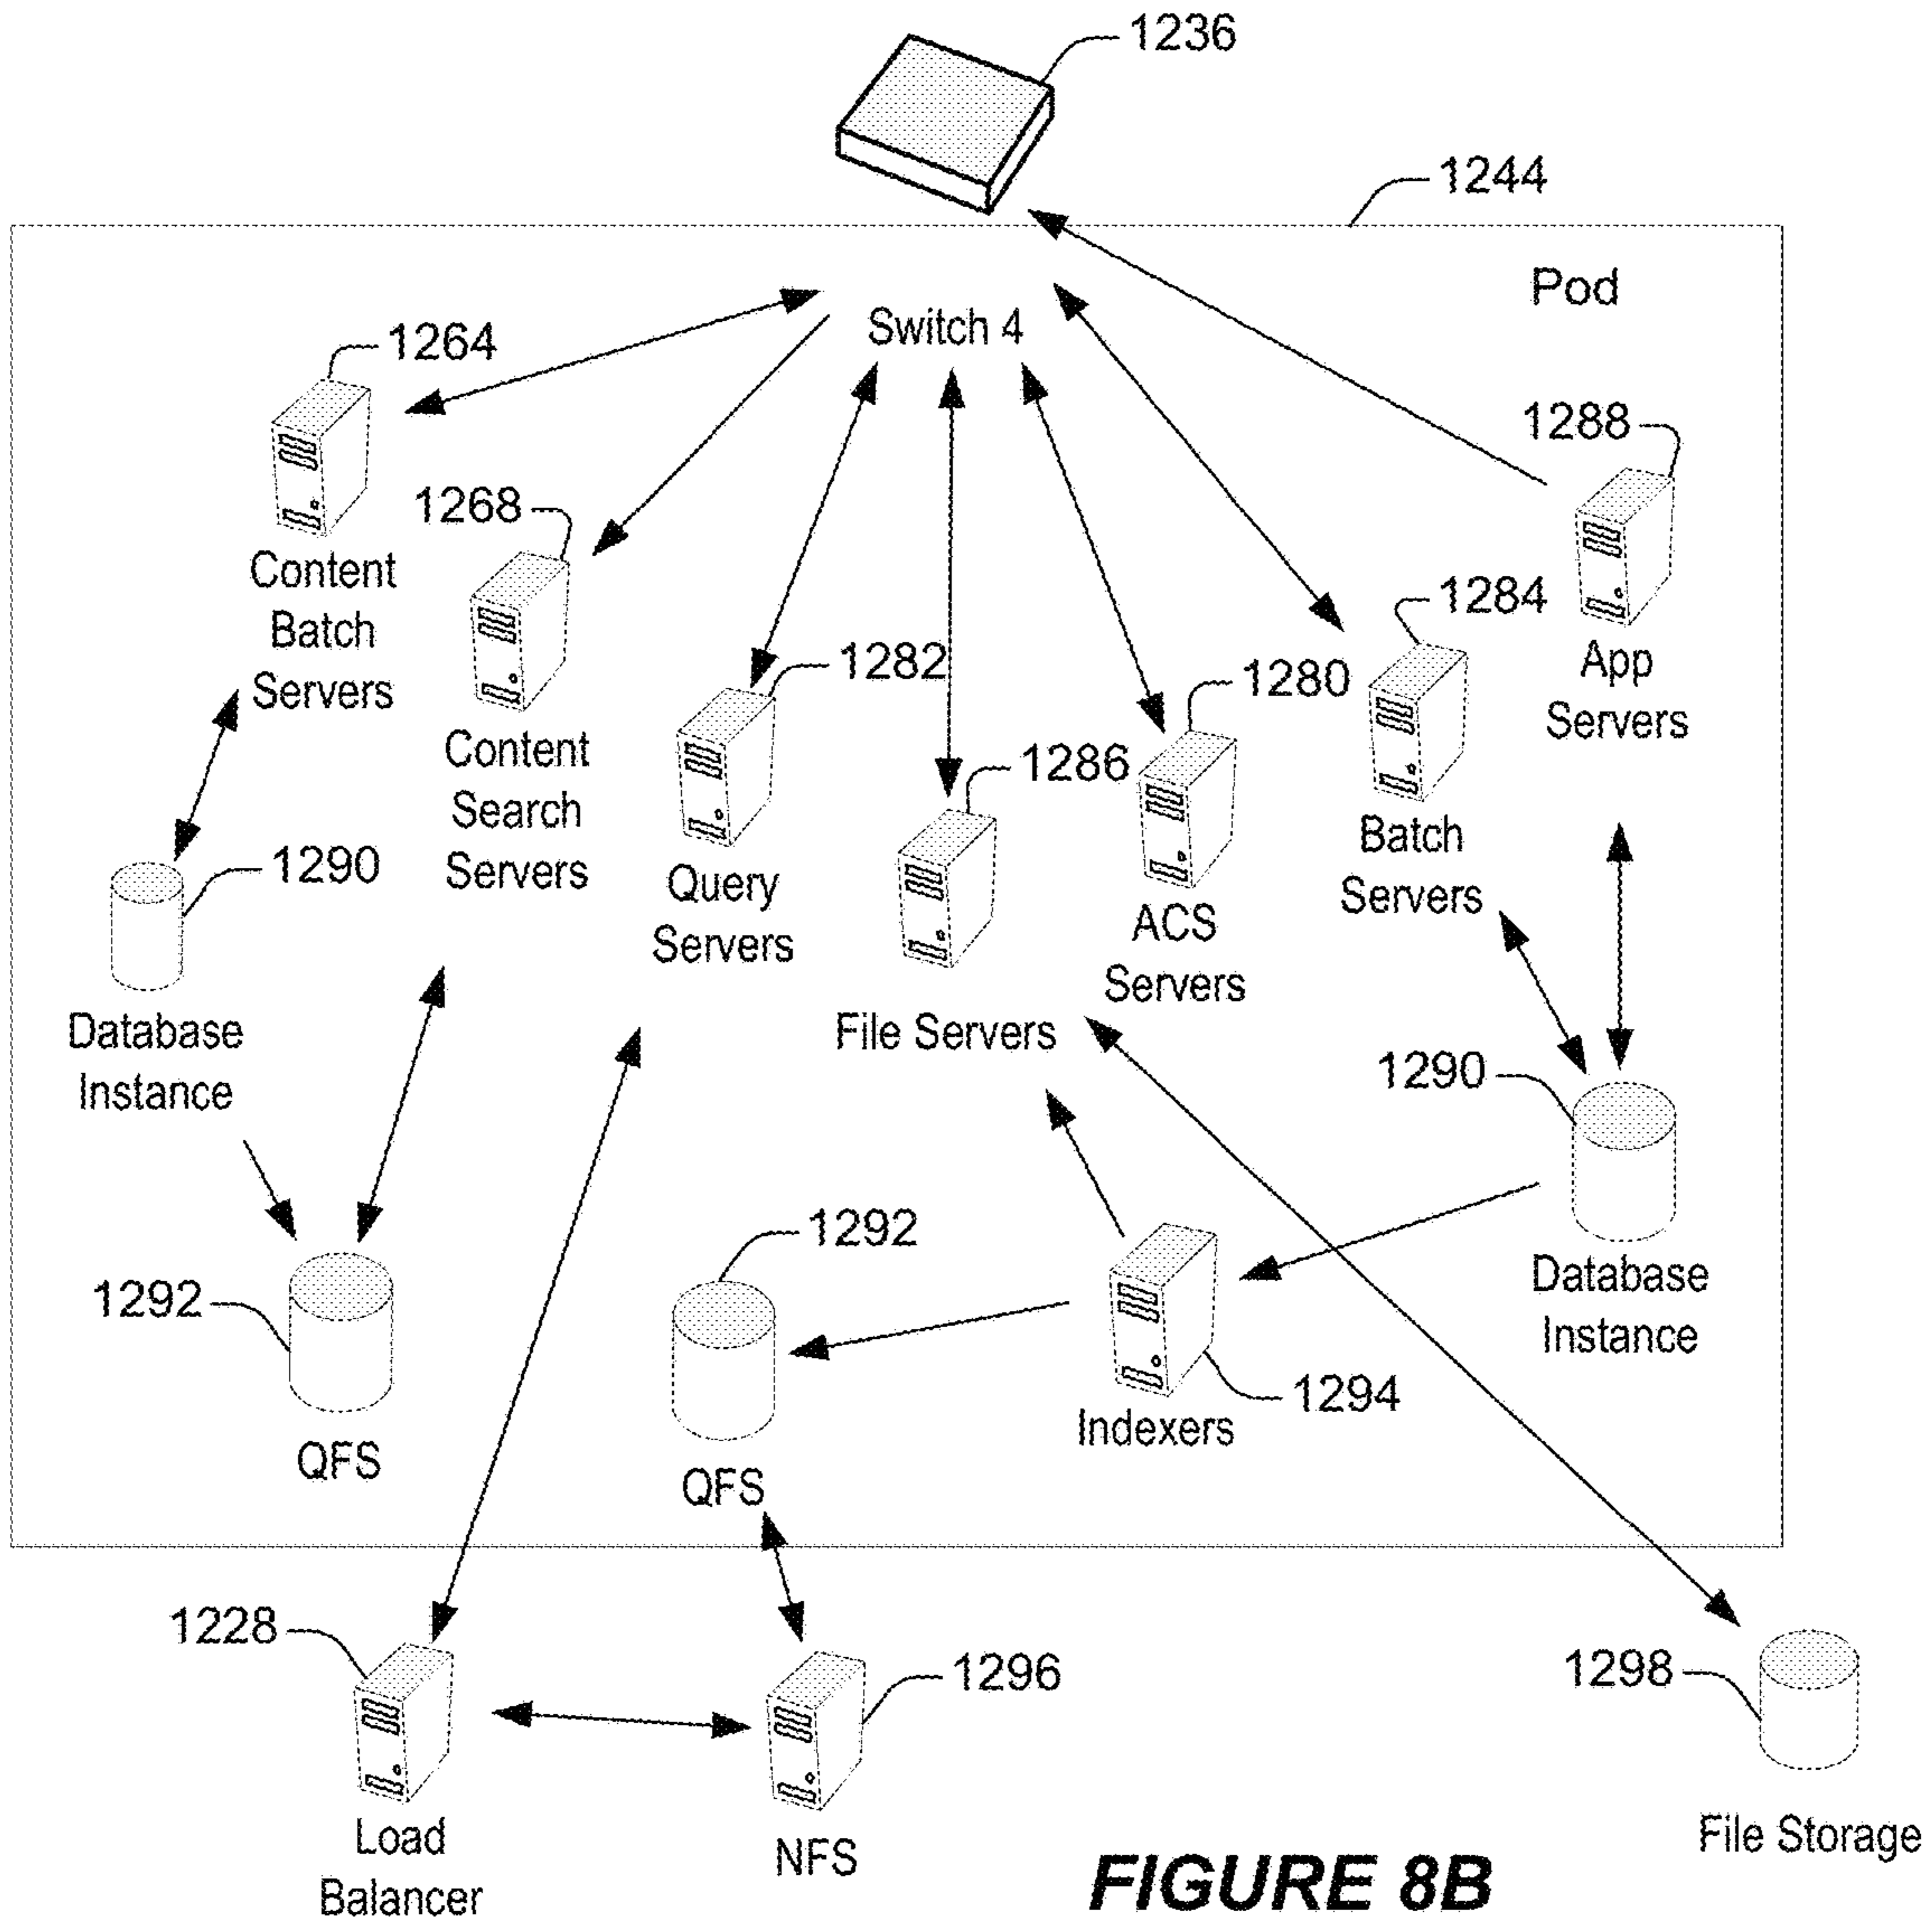 1236
1244
Pod
Switch 4
1264
1288
1268
Content
Batch
Servers
1284
1282
1280
App
Servers
Content
Search
Servers
1286
Batch
Servers
1290
Query
Servers
ACS
Servers
Database
Instance
File Servers
1290
1292
1292
Database
Instance
1294
Indexers
QFS
QFS
1228
1296
1298
Load
Balancer
NFS
File Storage
FIGURE 8B